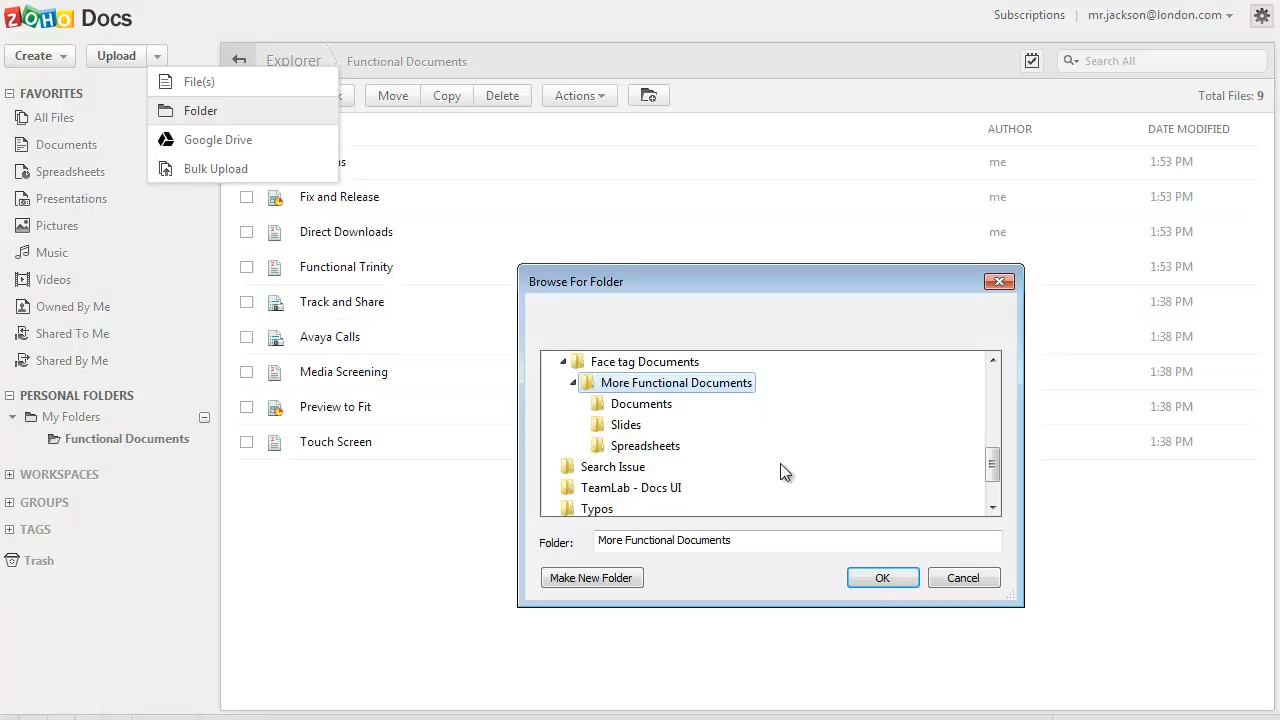 ZOHO Docs
Subscriptions
mr.jackson@london.com
Create
Upload
Explorer
Functional Documents
Search All
File(s)
Folder
Google Drive
Bulk Upload
Move
Copy
Delete
Actions
Total Files: 9
FAVORITES
All Files
Documents
Spreadsheets
Presentations
Pictures
Music
Videos
Owned By Me
Shared To Me
Shared By Me
PERSONAL FOLDERS
My Folders
Functional Documents
WORKSPACES
GROUPS
TAGS
Trash
AUTHOR
DATE MODIFIED
me
1:53 PM
Fix and Release
me
1:53 PM
Direct Downloads
me
1:53 PM
Functional Trinity
1:53 PM
Track and Share
1:38 PM
Avaya Calls
1:38 PM
Media Screening
1:38 PM
Preview to Fit
1:38 PM
Touch Screen
1:38 PM
Browse For Folder
Face tag Documents
More Functional Documents
Documents
Slides
Spreadsheets
Search Issue
TeamLab - Docs UI
Typos
Folder:
More Functional Documents
Make New Folder
OK
Cancel